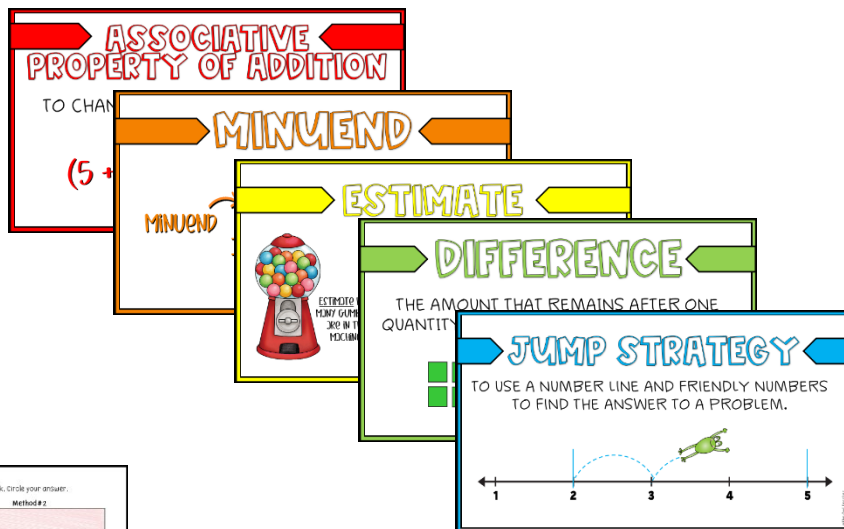 ASSOCIATIVE
PROPERTY OF ADDITION
TO CHAN
(5 +
MINUEND
MINUEND
ESTIMATE
ESTIMATE
MANY GUM
ARE IN T
MACHIN
DIFFERENCE
THE AMOUNT THAT REMAINS AFTER ONE
QUANTITY
JUMP STRATEGY
TO USE A NUMBER LINE AND FRIENDLY NUMBERS
TO FIND THE ANSWER TO A PROBLEM.
1 2 3 4 5
k. Circle your answer.
Method # 2